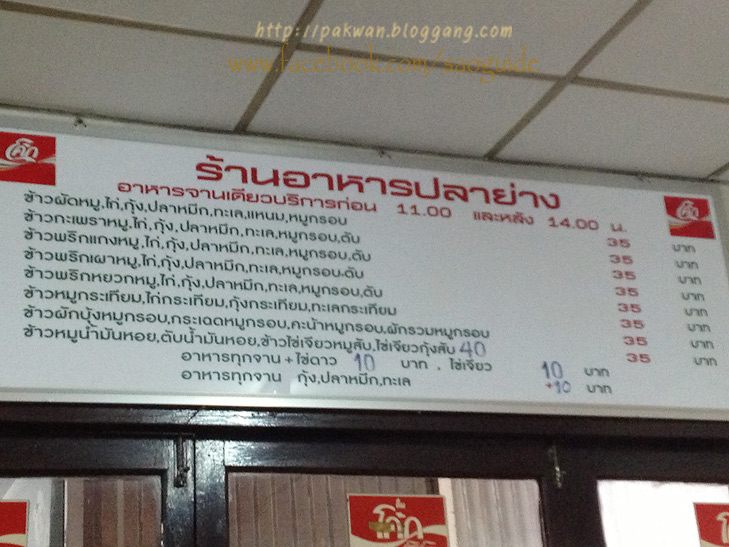 http://pakwan.bloggang.com
www.facebook.com/saoguide
โค้ก
ร้านอาหารปลาย่าง
โค้ก
อาหารจานเดียวบริการก่อน 11.00 และหลัง 14.00 น.
ข้าวผัดหมู,ไก่,กุ้ง,ปลาหมึก,ทะเล,แหนม,หมูกรอบ 35 บาท
ข้าวกะเพราหมู,ไก่,กุ้ง,ปลาหมึก,ทะเล,หมูกรอบ,ตับ 35 บาท
ข้าวพริกแกงหมู,ไก่,กุ้ง,ปลาหมึก,ทะเล,หมูกรอบ,ตับ 35 บาท
ข้าวพริกเผาหมู,ไก่,กุ้ง,ปลาหมึก,ทะเล,หมูกรอบ,ตับ 35 บาท
ข้าวพริกหยวกหมู,ไก่,กุ้ง,ปลาหมึก,ทะเล,หมูกรอบ,ตับ 35 บาท
ข้าวหมูกระเทียม,ไก่กระเทียม,กุ้งกระเทียม,ทะเลกระเทียม 35 บาท
ข้าวผักบุ้งหมูกรอบ,กระเฉดหมูกรอบ,คะน้าหมูกรอบ,ผักรวมหมูกรอบ 35 บาท
ข้าวหมูน้ำมันหอย,ตับน้ำมันหอย,ข้าวไข่เจียวหมูสับ,ไข่เจียวกุ้งสับ 40 35 บาท
อาหารทุกจาน + ไข่ดาว 10 บาท . ไข่เจียว 10 บาท
อาหารทุกจาน กุ้ง,ปลาหมึก,ทะเล +10 บาท
โค้ก